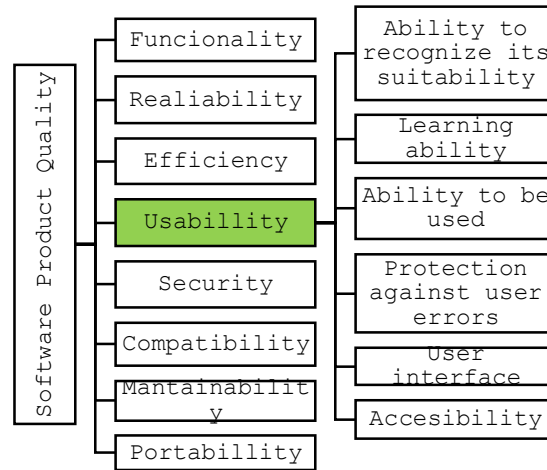 Software Product Quality
Funcionality
Realiability
Efficiency
Usabillity
Security
Compatibility
Mantainabilit
y
Portabillity
Ability to
recognize its
suitability
Learning
ability
Ability to be
used
Protection
against user
errors
User
interface
Accesibility